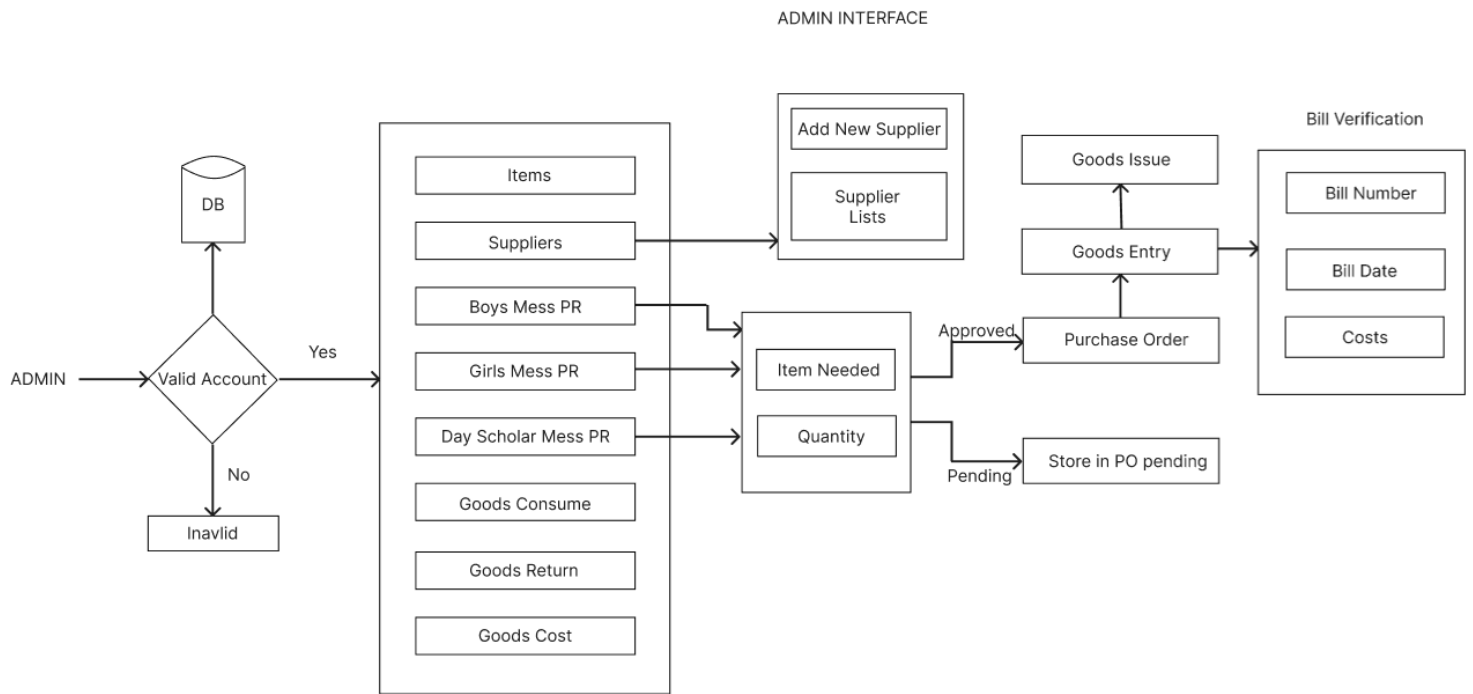 ADMIN INTERFACE
ADMIN
Valid Account
DB
Yes
No
Inavlid
Items
Suppliers
Boys Mess PR
Girls Mess PR
Day Scholar Mess PR
Goods Consume
Goods Return
Goods Cost
Add New Supplier
Supplier
Lists
Item Needed
Quantity
Approved
Pending
Goods Issue
Goods Entry
Purchase Order
Store in PO pending
Bill Verification
Bill Number
Bill Date
Costs